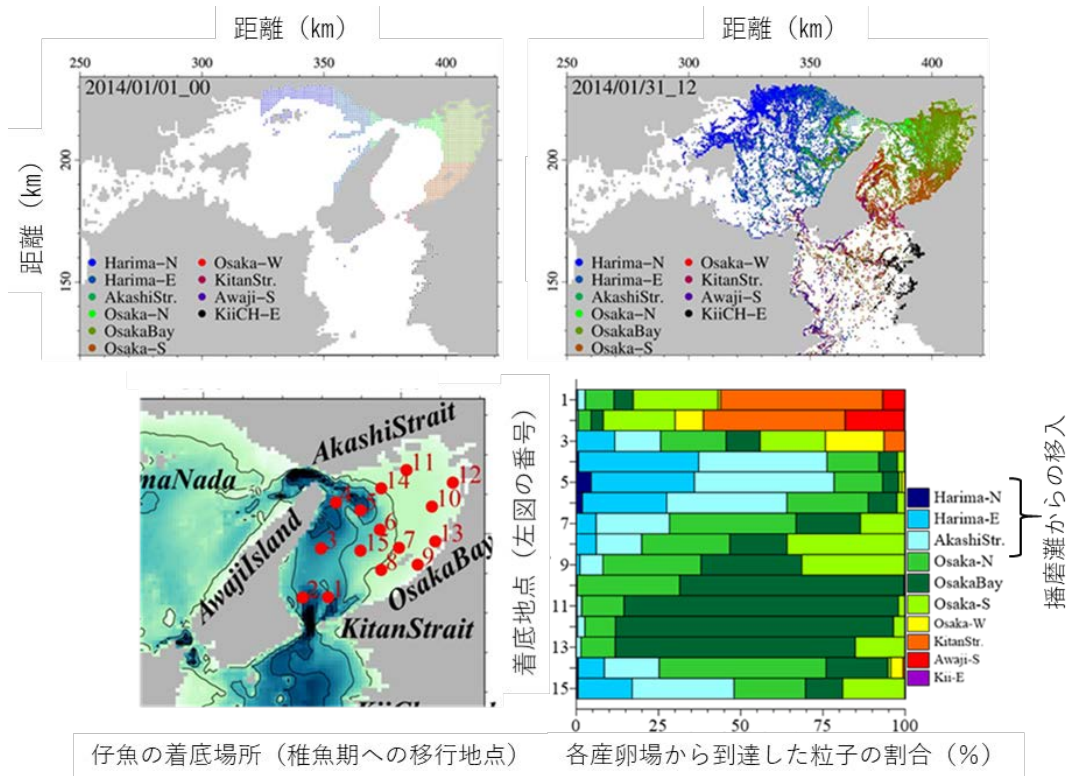 距離（㎞）
距離（㎞）
250 300 350 400
250 300 350 400
2014/01/01_00
2014/01/31_12
距離（㎞）
200
150
200
150
Harima-N
Harima-E
AkashiStr.
Osaka-N
OsakaBay
Osaka-S
Osaka-W
KitanStr.
Awaji-S
KiiCH-E
Harima-N
Harima-E
AkashiStr.
Osaka-N
OsakaBay
Osaka-S
Osaka-W
KitanStr.
Awaji-S
KiiCH-E
AkashiStrait
maNada
AwajiIsland
OsakaBay
KitanStrait
11
12
14
4
5
10
6
13
3
15
7
9
8
2
1
着底地点（左図の番号）
1
3
5
7
9
11
13
15
0 25 50 75 100
Harima-N
Harima-E
AkashiStr.
Osaka-N
OsakaBay
Osaka-S
Osaka-W
KitanStr.
Awaji-S
Kii-E
播磨灘からの移入
仔魚の着底場所（稚魚期への移行地点）
各産卵場から到達した粒子の割合（％）